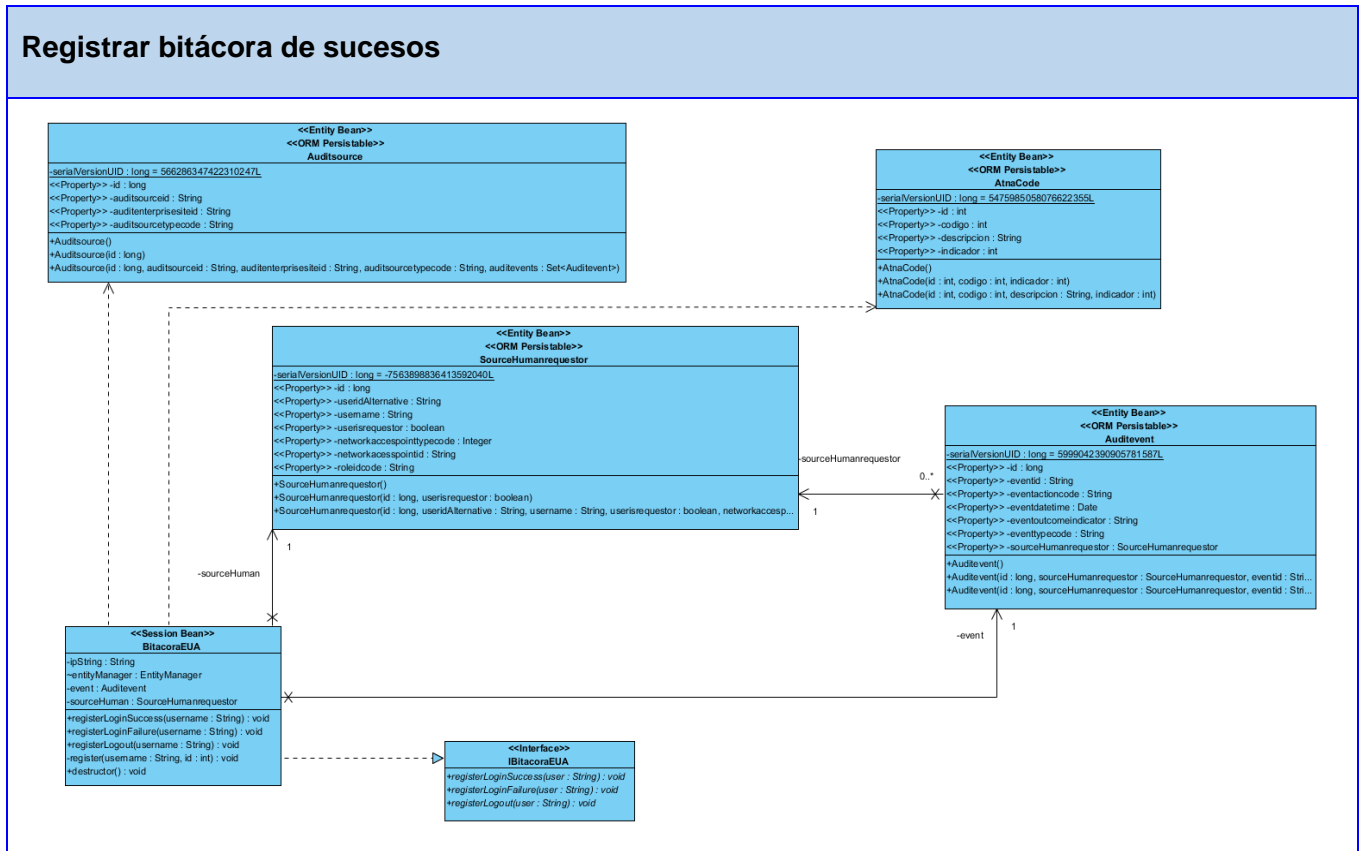 Registrar bitácora de sucesos
<<Entity Bean>>
<<ORM Persistable>>
Auditsource
-serialVersionUID : long = 566286347422310247L
<<Property>> -id : long
<<Property>> -auditsourceid : String
<<Property>> -auditenterprisesiteid : String
<<Property>> -auditsourcetypecode : String
+Auditsource()
+Auditsource(id : long)
+Auditsource(id : long, auditsourceid : String, auditenterprisesiteid : String, auditsourcetypecode : String, auditevents : Set<Auditevent>)
<<Entity Bean>>
<<ORM Persistable>>
AtnaCode
-serialVersionUID : long = 5475985058076622355L
<<Property>> -id : int
<<Property>> -codigo : int
<<Property>> -descripcion : String
<<Property>> -indicador : int
+AtnaCode()
+AtnaCode(id : int, codigo : int, indicador : int)
+AtnaCode(id : int, codigo : int, descripcion : String, indicador : int)
<<Entity Bean>>
<<ORM Persistable>>
SourceHumanrequestor
-serialVersionUID : long = -7563898836413592040L
<<Property>> -id : long
<<Property>> -useridAlternative : String
<<Property>> -username : String
<<Property>> -userisrequestor : boolean
<<Property>> -networkaccespointtypecode : Integer
<<Property>> -networkacesspointid : String
<<Property>> -roleidcode : String
+SourceHumanrequestor()
+SourceHumanrequestor(id : long, userisrequestor : boolean)
+SourceHumanrequestor(id : long, useridAlternative : String, username : String, userisrequestor : boolean, networkaccesp...
-sourceHumanrequestor
0..*
1
<<Entity Bean>>
<<ORM Persistable>>
Auditevent
-serialVersionUID : long = 5999042390905781587L
<<Property>> -id : long
<<Property>> -eventid : String
<<Property>> -eventactioncode : String
<<Property>> -eventdatetime : Date
<<Property>> -eventoutcomeindicator : String
<<Property>> -eventtypecode : String
<<Property>> -sourceHumanrequestor : SourceHumanrequestor
+Auditevent()
+Auditevent(id : long, sourceHumanrequestor : SourceHumanrequestor, eventid : Stri...
+Auditevent(id : long, sourceHumanrequestor : SourceHumanrequestor, eventid : Stri...
1
-sourceHuman
-event
1
<<Session Bean>>
BitacoraEUA
-ipString : String
~entityManager : EntityManager
-event : Auditevent
-sourceHuman : SourceHumanrequestor
+registerLoginSuccess(username : String) : void
+registerLoginFailure(username : String) : void
+registerLogout(username : String) : void
-register(username : String, id : int) : void
+destructor() : void
<<Interface>>
IBitacoraEUA
+registerLoginSuccess(user : String) : void
+registerLoginFailure(user : String) : void
+registerLogout(user : String) : void